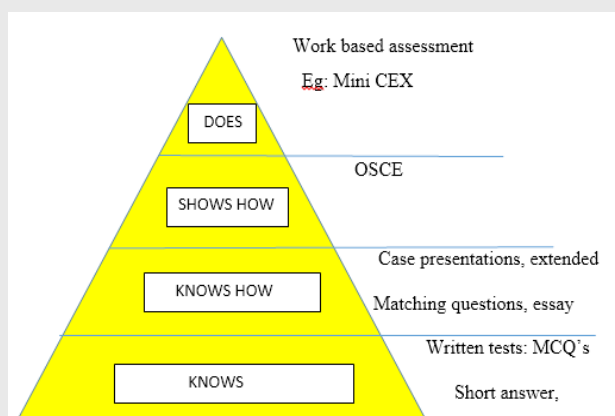 Work based assessment
Eg: Mini CEX
DOES
OSCE
SHOWS HOW
Case presentations, extended
KNOWS HOW
Matching questions, essay
Written tests: MCQ’s
KNOWS
Short answer,